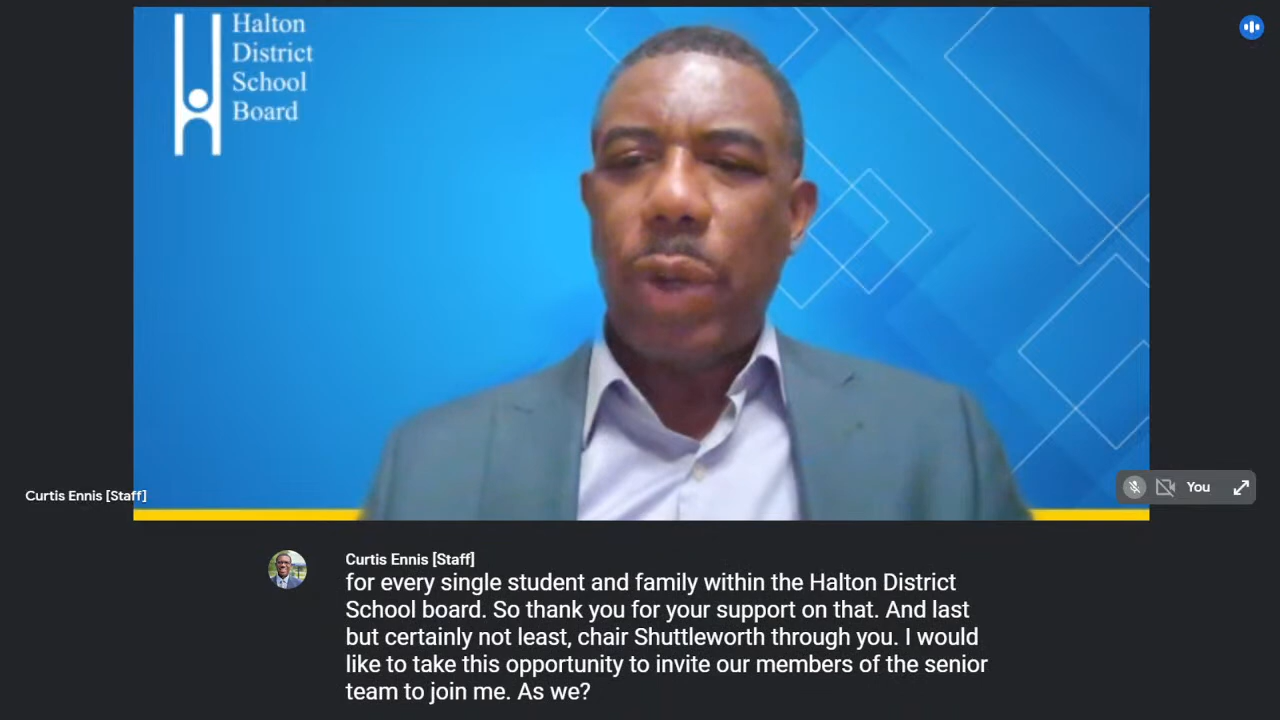 Halton
District
School
Board
Curtis Ennis [Staff]
You
Curtis Ennis [Staff]
for every single student and family within the Halton District
School board. So thank you for your support on that. And last
but certainly not least, chair Shuttleworth through you. I would
like to take this opportunity to invite our members of the senior
team to join me. As we?